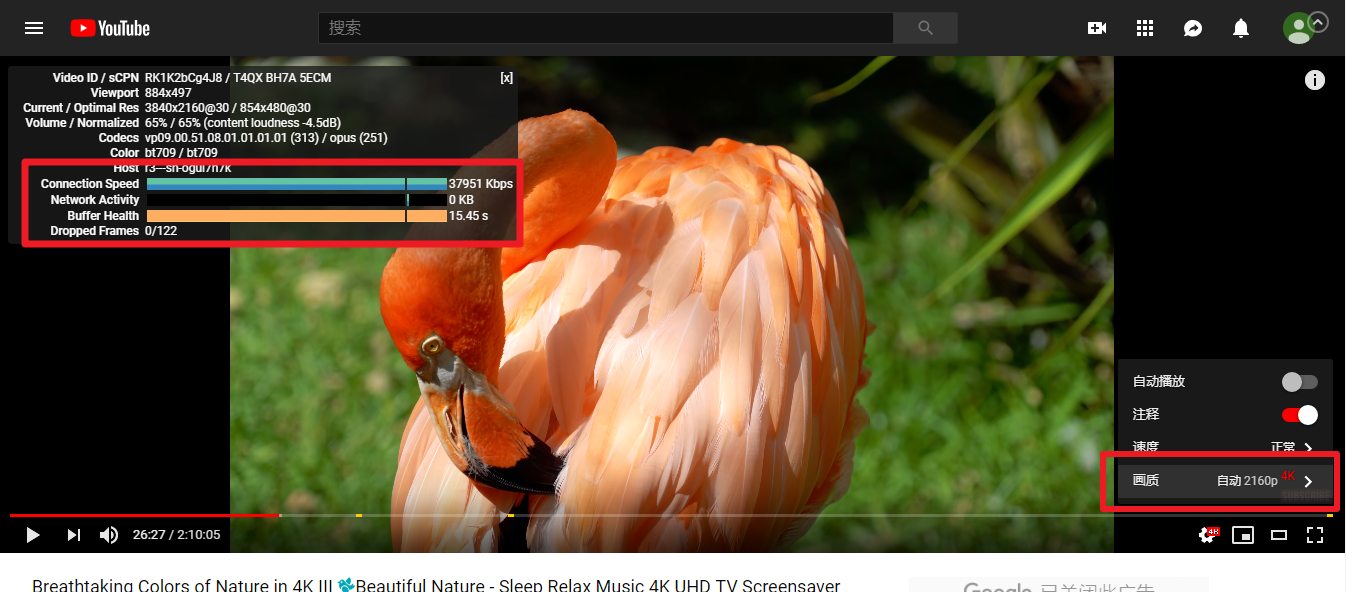 YouTube
搜索
Video ID / sCPN RK1K2bCg4J8 / T4QX BH7A 5ECM [x]
Viewport 884x497
Current / Optimal Res 3840x2160@30 / 854x480@30
Volume / Normalized 65% / 65% (content loudness -4.5dB)
Codecs vp09.00.51.08.01.01.01.01 (313) / opus (251)
Color bt709 / bt709
Host
Connection Speed 37951 Kbps
Network Activity 0 KB
Buffer Health 15.45 s
Dropped Frames 0/122
自动播放
注释
速度 正常
画质 自动 2160p 4K
SUBSCRIBE
26:27 / 2:10:05
4K
Breathtaking Colors of Nature in 4K III Beautiful Nature - Sleep Relax Music 4K UHD TV Screensaver
Google 已关闭此广告